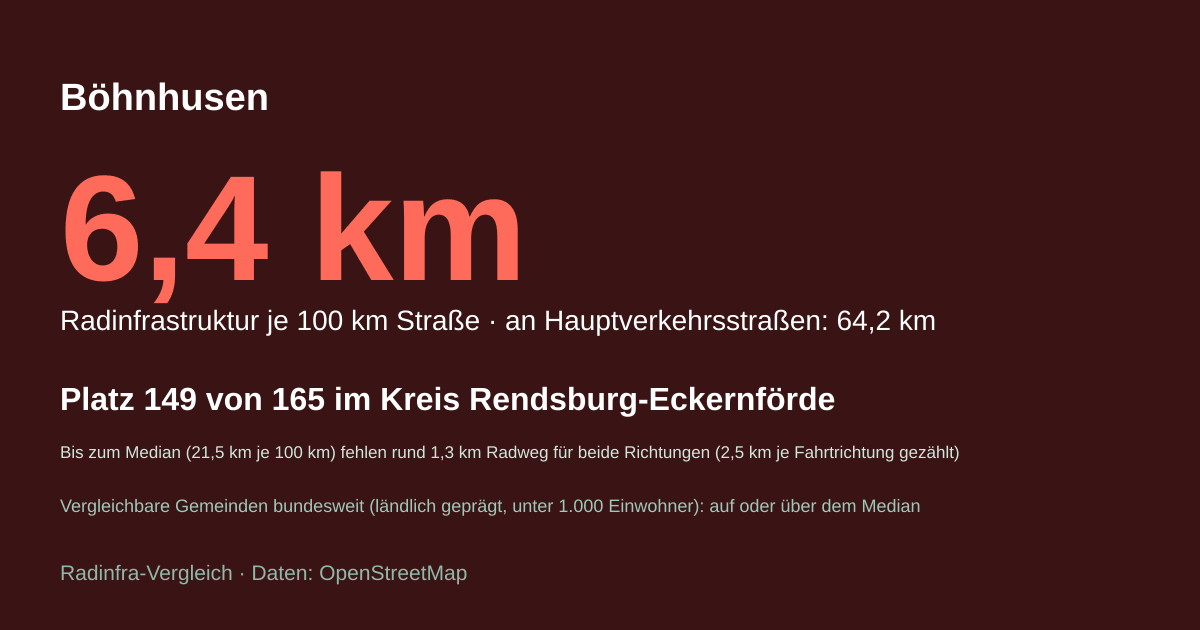 Böhnhusen
6,4 km
Radinfrastruktur je 100 km Straße · an Hauptverkehrsstraßen: 64,2 km
Platz 149 von 165 im Kreis Rendsburg-Eckernförde
Bis zum Median (21,5 km je 100 km) fehlen rund 1,3 km Radweg für beide Richtungen (2,5 km je Fahrtrichtung gezählt)
Vergleichbare Gemeinden bundesweit (ländlich geprägt, unter 1.000 Einwohner): auf oder über dem Median
Radinfra-Vergleich · Daten: OpenStreetMap